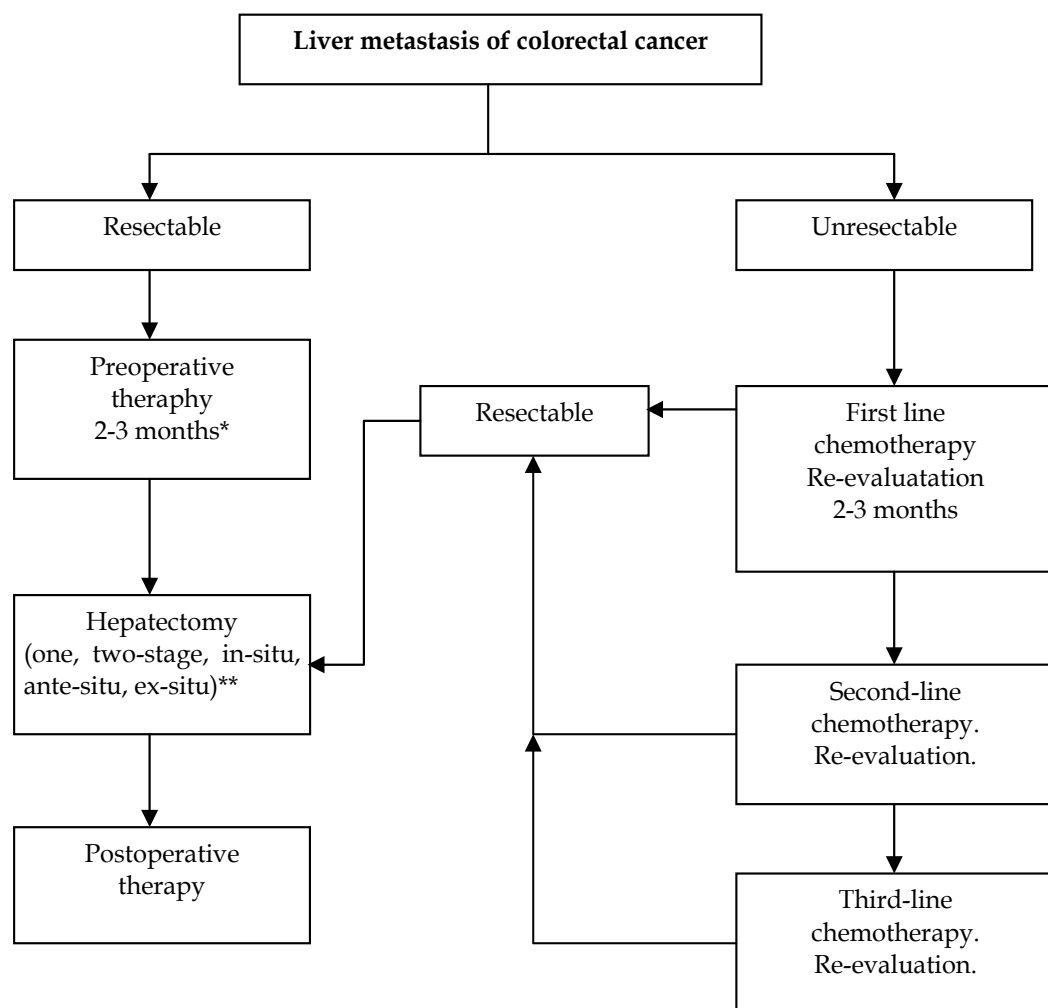 Liver metastasis of colorectal cancer
Resectable
Unresectable
Preoperative
theraphy
2-3 months*
Resectable
First line
chemotherapy
Re-evaluatation
2-3 months
Hepatectomy
(one, two-stage, in-situ,
ante-situ, ex-situ)**
Second-line
chemotherapy.
Re-evaluation.
Postoperative
therapy
Third-line
chemotherapy.
Re-evaluation.